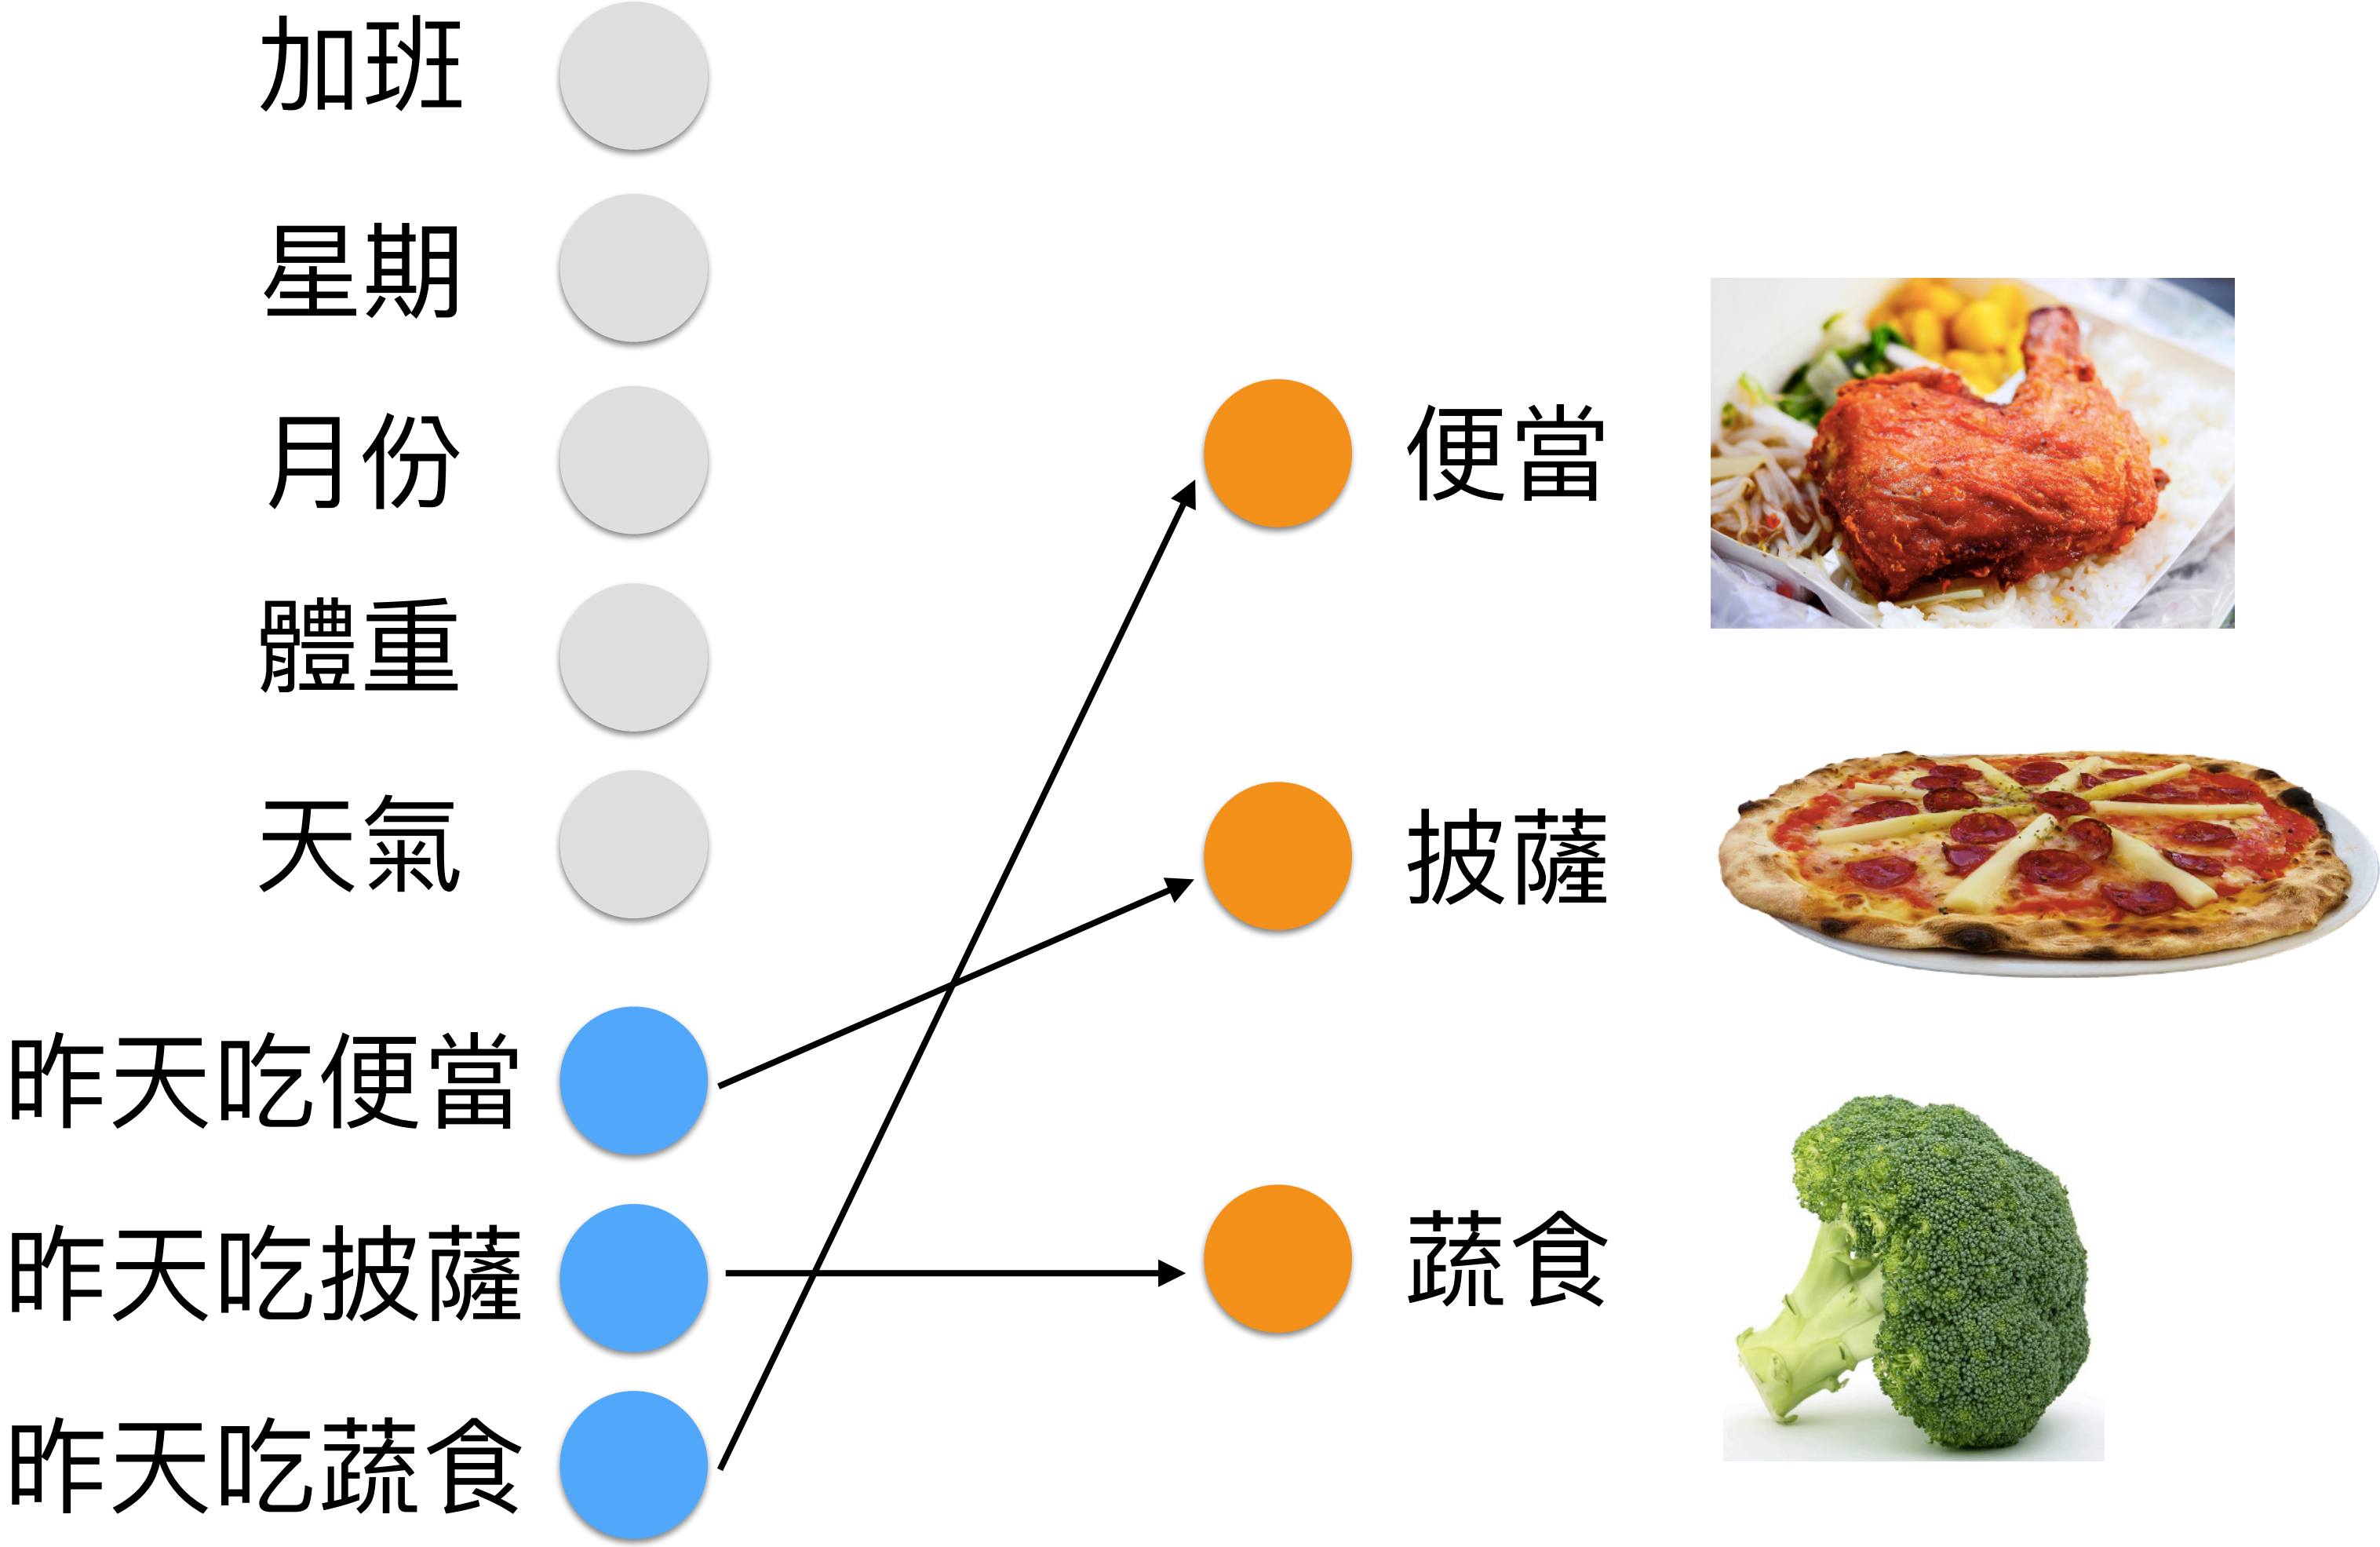 加班
星期
月份
體重
天氣
昨天吃便當
昨天吃披薩
昨天吃蔬食
便當
披薩
蔬食